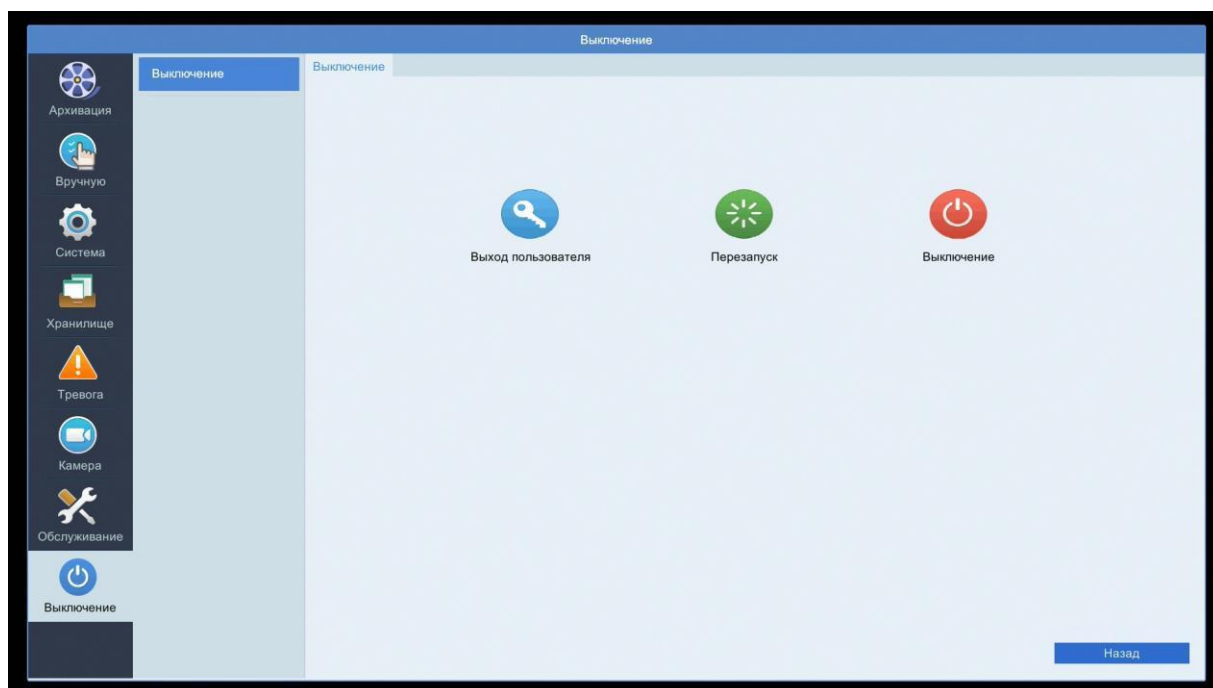 Выключение
Архивация
Вручную
Система
Хранилище
Тревога
Камера
Обслуживание
Выключение
Выключение
Выключение
Выход пользователя
Перезапуск
Выключение
Назад